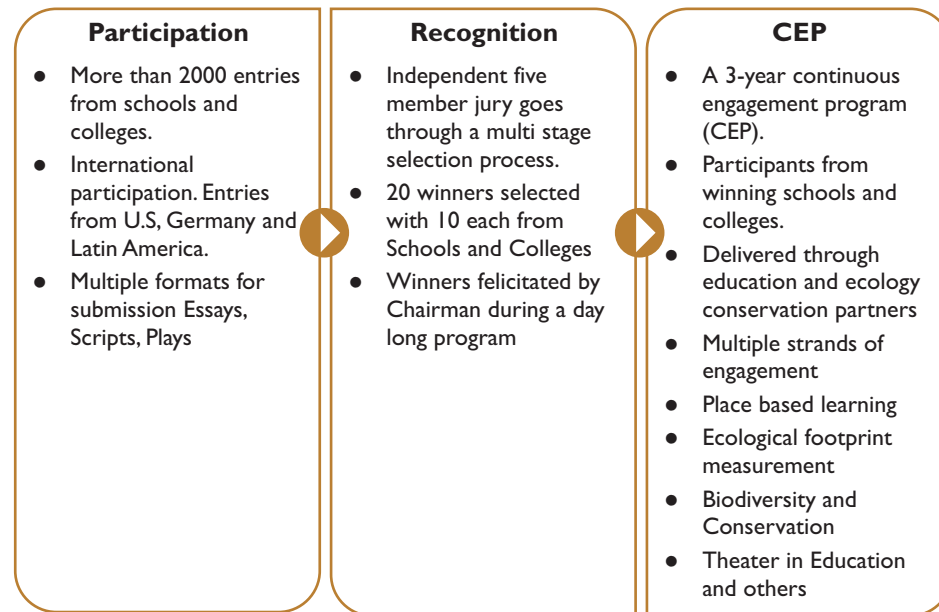 Participation
● More than 2000 entries
from schools and
colleges.
● International
participation. Entries
from U.S, Germany and
Latin America.
● Multiple formats for
submission Essays,
Scripts, Plays
Recognition
● Independent five
member jury goes
through a multi stage
selection process.
● 20 winners selected
with 10 each from
Schools and Colleges
● Winners felicitated by
Chairman during a day
long program
CEP
● A 3-year continuous
engagement program
(CEP).
● Participants from
winning schools and
colleges.
● Delivered through
education and ecology
conservation partners
● Multiple strands of
engagement
● Place based learning
● Ecological footprint
measurement
● Biodiversity and
Conservation
● Theater in Education
and others